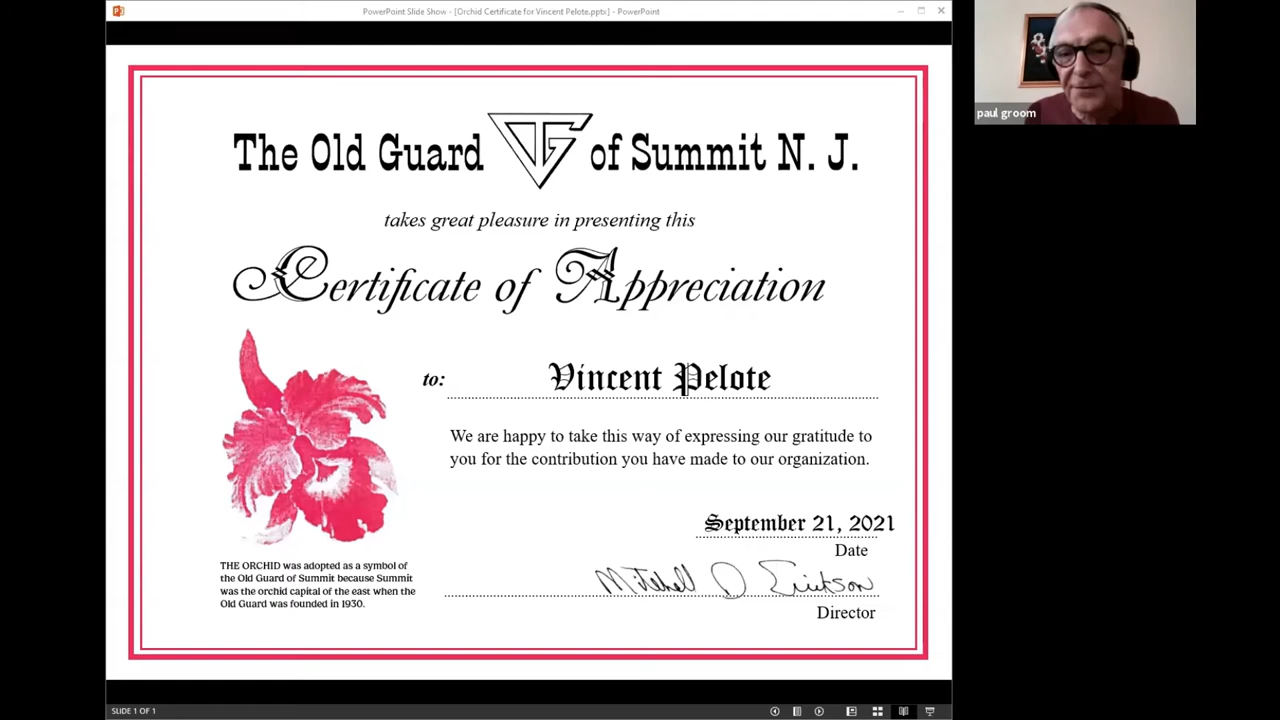 PowerPoint Slide Show - [Orchid Certificate for Vincent Pelote.pptx] - PowerPoint
paul groom
The Old Guard of Summit N. J.
takes great pleasure in presenting this
Certificate of Appreciation
to: Vincent Pelote
We are happy to take this way of expressing our gratitude to
you for the contribution you have made to our organization.
September 21, 2021
Date
Mitchell D Erickson
Director
THE ORCHID was adopted as a symbol of
the Old Guard of Summit because Summit
was the orchid capital of the east when the
Old Guard was founded in 1930.
SLIDE 1 OF 1